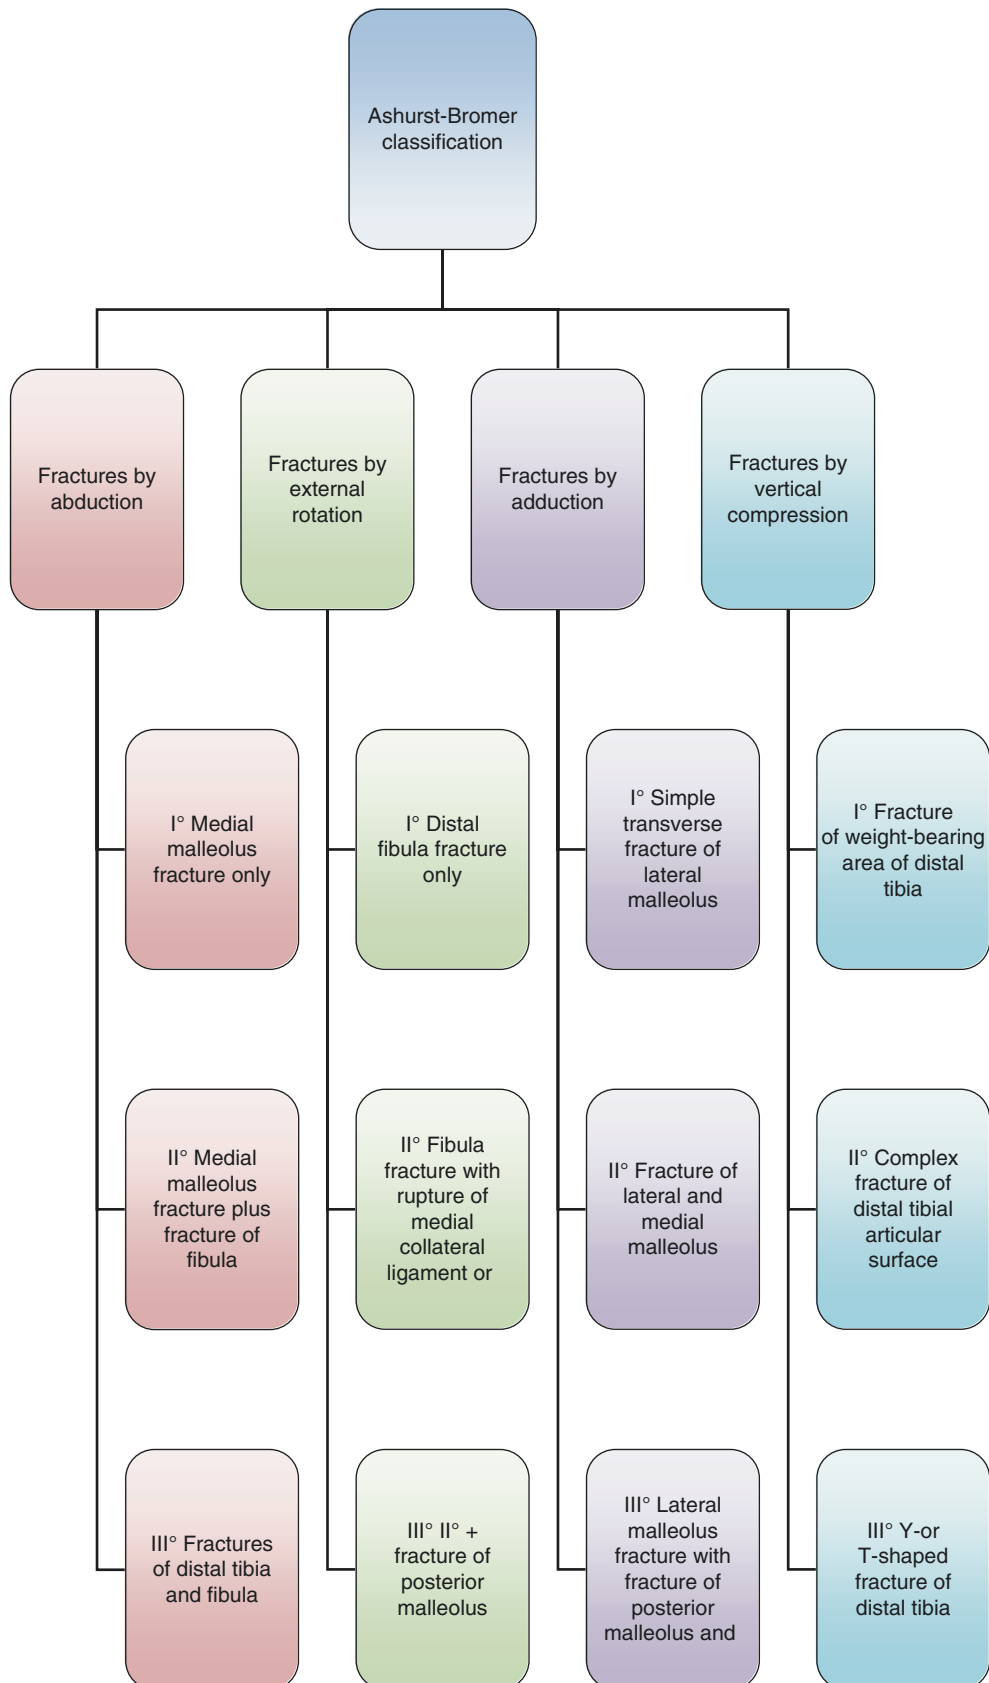 Ashurst-Bromer
classification
Fractures by
abduction
Fractures by
external
rotation
Fractures by
adduction
Fractures by
vertical
compression
I° Medial
malleolus
fracture only
I° Distal
fibula fracture
only
I° Simple
transverse
fracture of
lateral
malleolus
I° Fracture
of weight-bearing
area of distal
tibia
II° Medial
malleolus
fracture plus
fracture of
fibula
II° Fibula
fracture with
rupture of
medial
collateral
ligament or
II° Fracture of
lateral and
medial
malleolus
II° Complex
fracture of
distal tibial
articular
surface
III° Fractures
of distal tibia
and fibula
III° II° +
fracture of
posterior
malleolus
III° Lateral
malleolus
fracture with
fracture of
posterior
malleolus and
III° Y-or
T-shaped
fracture of
distal tibia